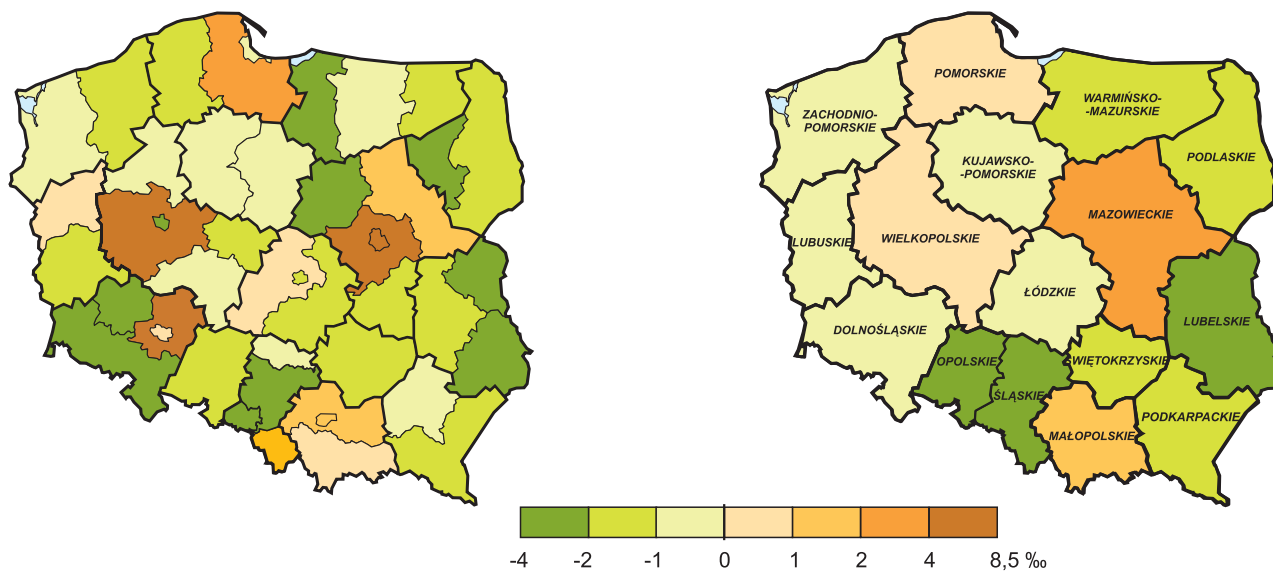 POMORSKIE
ZACHODNIO-
POMORSKIE
WARMIŃSKO-
-MAZURSKIE
KUJAWSKO-
-POMORSKIE
PODLASKIE
MAZOWIECKIE
LUBUSKIE
WIELKOPOLSKIE
ŁÓDZKIE
LUBELSKIE
DOLNOŚLĄSKIE
OPOLSKIE
ŚLĄSKIE
ŚWIĘTOKRZYSKIE
PODKARPACKIE
MAŁOPOLSKIE
-4 -2 -1 0 1 2 4 8,5 ‰